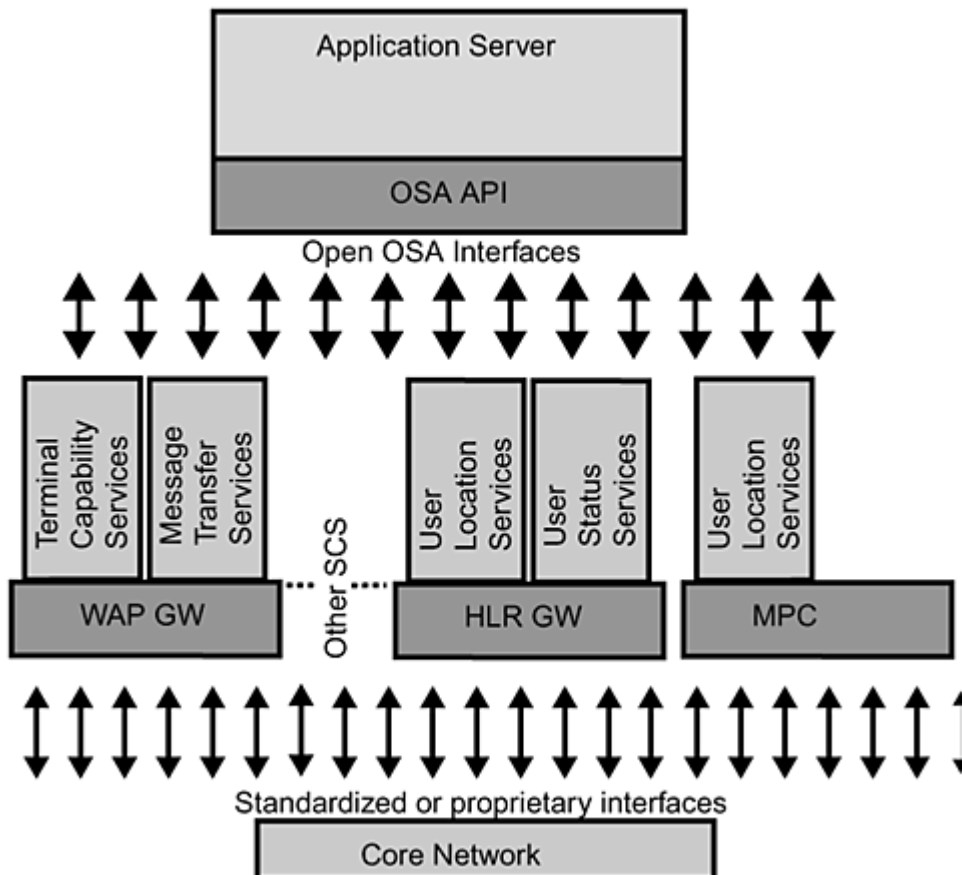 Application Server
OSA API
Open OSA Interfaces
Terminal
Capability
Services
Message
Transfer
Services
Other SCS
User
Location
Services
User
Status
Services
User
Location
Services
WAP GW
HLR GW
MPC
Standardized or proprietary interfaces
Core Network